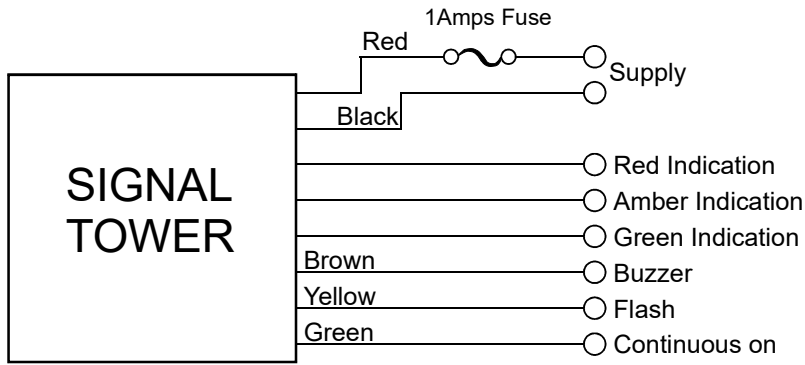 1Amps Fuse
Red
Supply
Black
SIGNAL
TOWER
Red Indication
Amber Indication
Green Indication
Brown
Buzzer
Yellow
Flash
Green
Continuous on